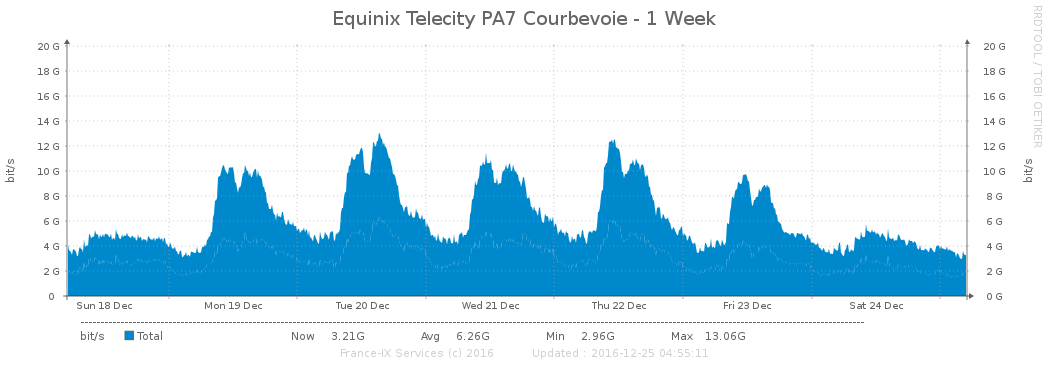 Equinix Telecity PA7 Courbevoie - 1 Week
RRDTOOL / TOBI OETIKER
20 G 20 G
18 G 18 G
16 G 16 G
14 G 14 G
12 G 12 G
bit/s 10 G 10 G bit/s
8 G 8 G
6 G 6 G
4 G 4 G
2 G 2 G
0 0 G
Sun 18 Dec Mon 19 Dec Tue 20 Dec Wed 21 Dec Thu 22 Dec Fri 23 Dec Sat 24 Dec
bit/s Total Now 3.21G Avg 6.26G Min 2.96G Max 13.06G
France-IX Services (c) 2016 Updated : 2016-12-25 04:55:11